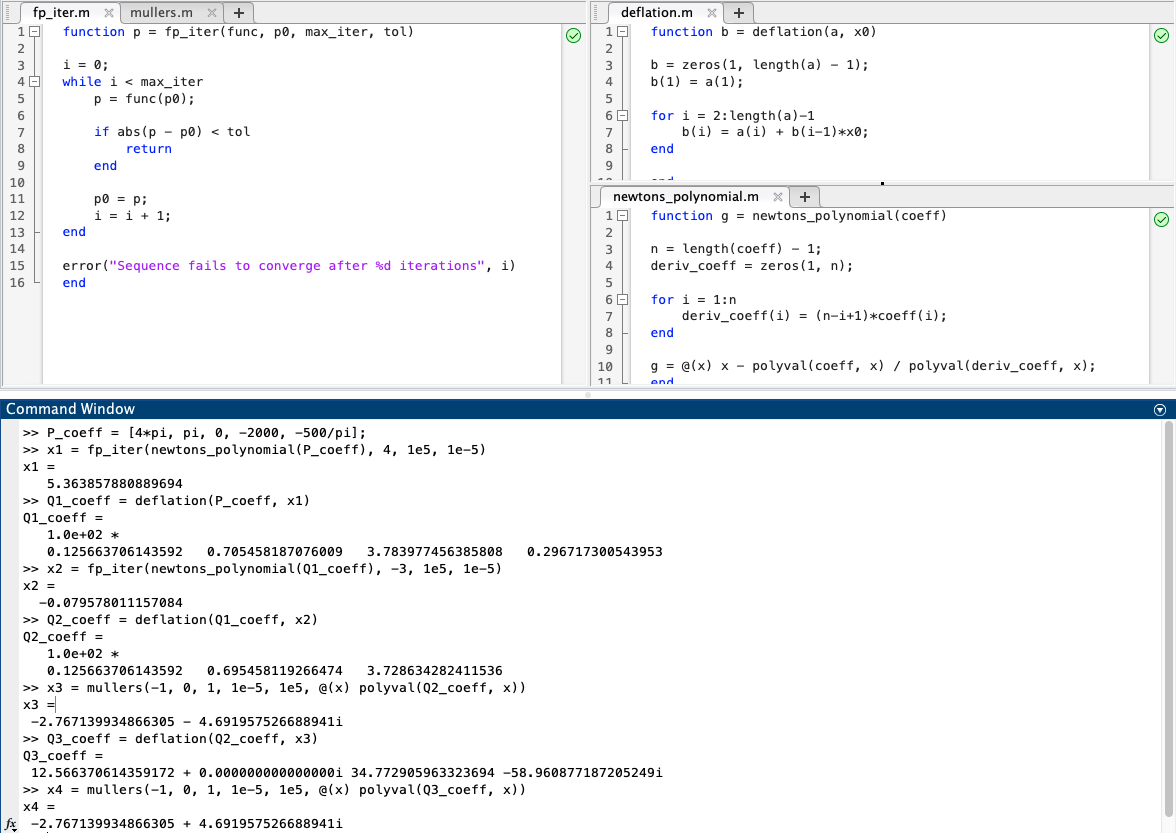 fp_iter.m × mullers.m × +
1 function p = fp_iter(func, p0, max_iter, tol)
2
3 i = 0;
4 while i < max_iter
5 p = func(p0);
6
7 if abs(p - p0) < tol
8 return
9 end
10
11 p0 = p;
12 i = i + 1;
13 end
14
15 error("Sequence fails to converge after %d iterations", i)
16 end
deflation.m × +
1 function b = deflation(a, x0)
2
3 b = zeros(1, length(a) - 1);
4 b(1) = a(1);
5
6 for i = 2:length(a)-1
7 b(i) = a(i) + b(i-1)*x0;
8 end
9
10 end
newtons_polynomial.m × +
1 function g = newtons_polynomial(coeff)
2
3 n = length(coeff) - 1;
4 deriv_coeff = zeros(1, n);
5
6 for i = 1:n
7 deriv_coeff(i) = (n-i+1)*coeff(i);
8 end
9
10 g = @(x) x - polyval(coeff, x) / polyval(deriv_coeff, x);
11 end
Command Window
>> P_coeff = [4*pi, pi, 0, -2000, -500/pi];
>> x1 = fp_iter(newtons_polynomial(P_coeff), 4, 1e5, 1e-5)
x1 =
5.363857880889694
>> Q1_coeff = deflation(P_coeff, x1)
Q1_coeff =
1.0e+02 *
0.125663706143592 0.705458187076009 3.783977456385808 0.296717300543953
>> x2 = fp_iter(newtons_polynomial(Q1_coeff), -3, 1e5, 1e-5)
x2 =
-0.079578011157084
>> Q2_coeff = deflation(Q1_coeff, x2)
Q2_coeff =
1.0e+02 *
0.125663706143592 0.695458119266474 3.728634282411536
>> x3 = mullers(-1, 0, 1, 1e-5, 1e5, @(x) polyval(Q2_coeff, x))
x3 =
-2.767139934866305 - 4.691957526688941i
>> Q3_coeff = deflation(Q2_coeff, x3)
Q3_coeff =
12.566370614359172 + 0.000000000000000i 34.772905963323694 -58.960877187205249i
>> x4 = mullers(-1, 0, 1, 1e-5, 1e5, @(x) polyval(Q3_coeff, x))
x4 =
fx -2.767139934866305 + 4.691957526688941i